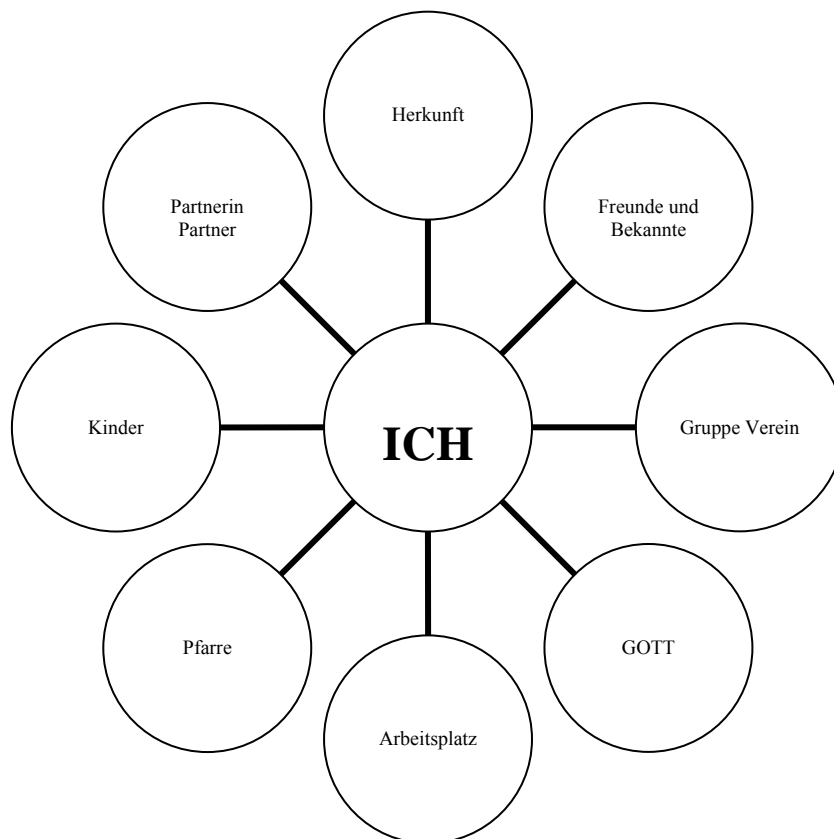 Herkunft
Partnerin
Partner
Freunde und
Bekannte
Kinder
ICH
Gruppe Verein
Pfarre
GOTT
Arbeitsplatz